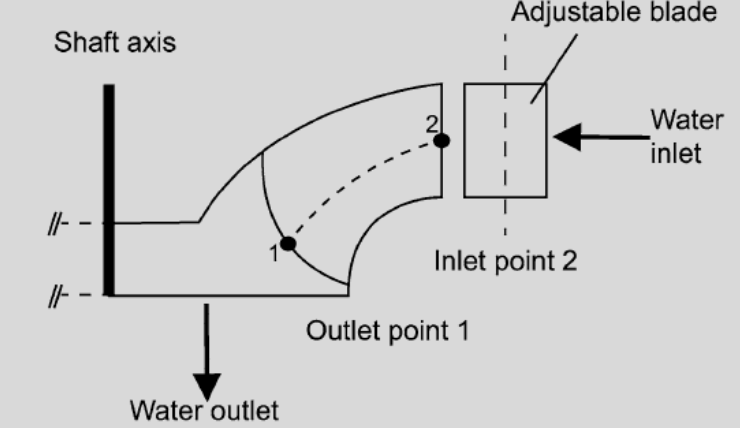 Adjustable blade
Shaft axis
Water
inlet
2
1
Inlet point 2
Outlet point 1
Water outlet